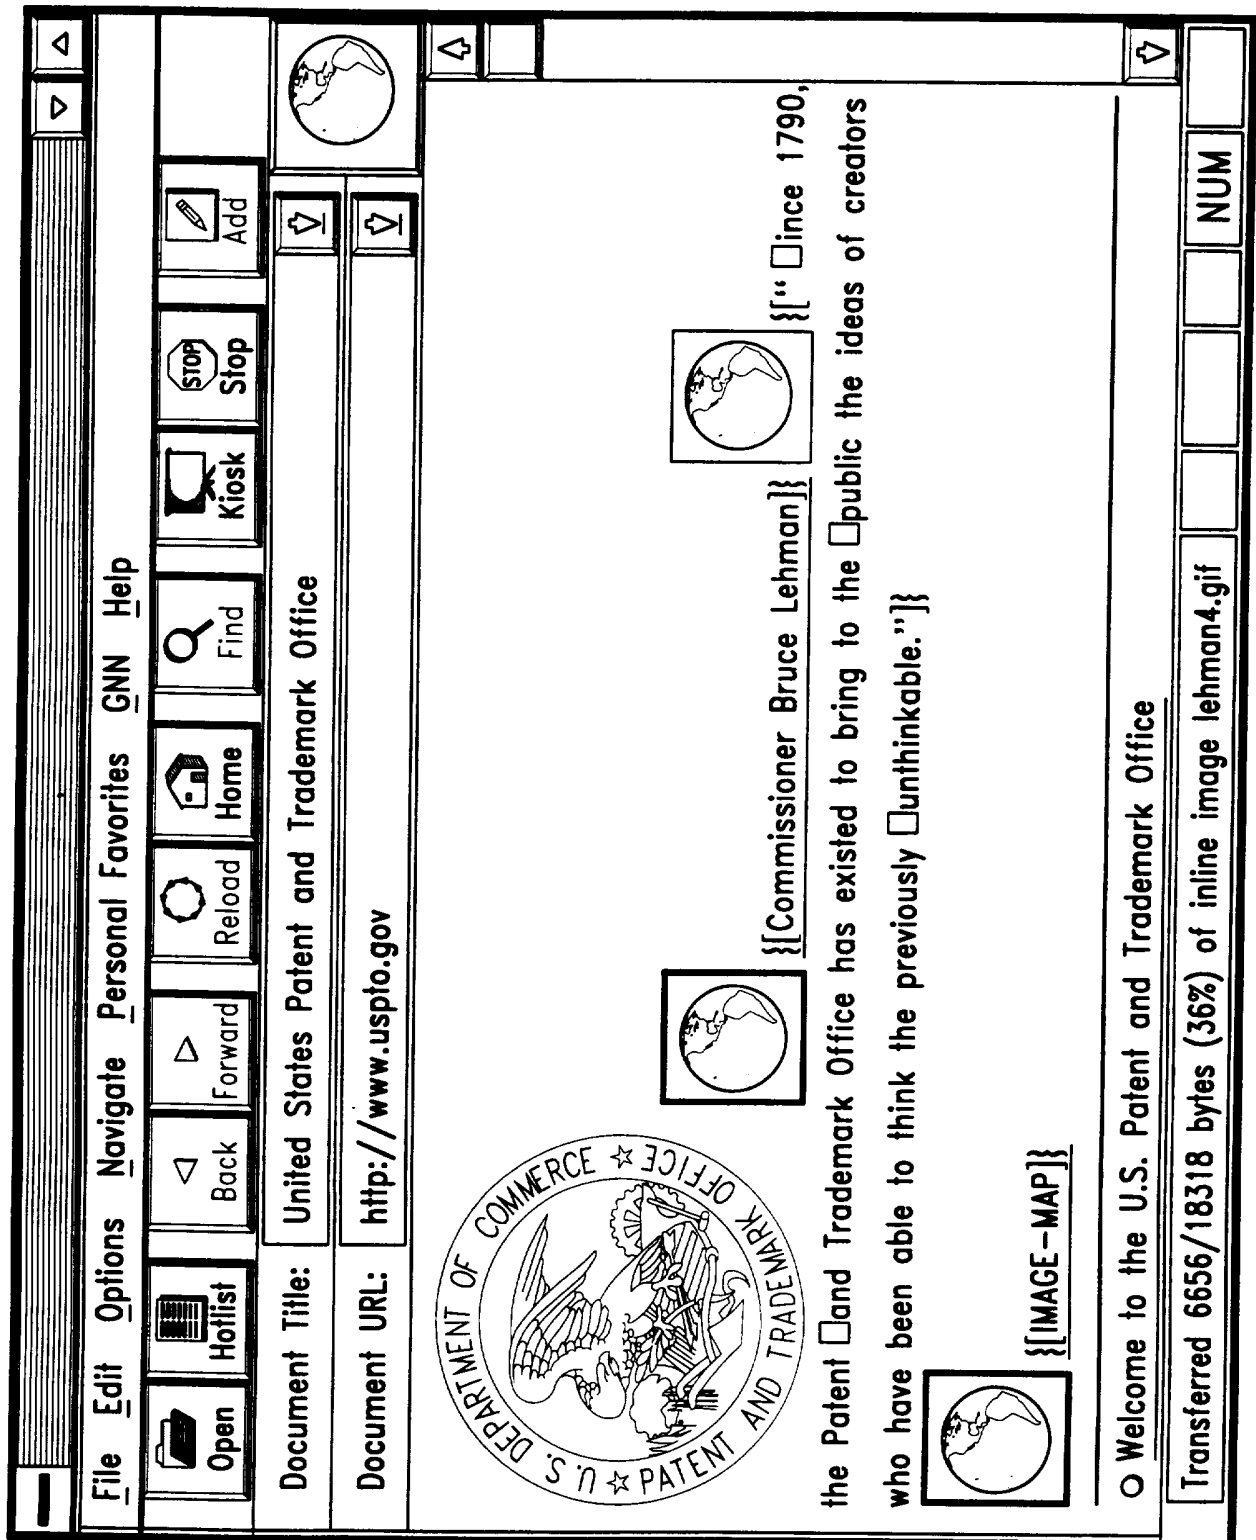 File Edit Options Navigate Personal Favorites GNN Help
Open Hotlist Back Forward Reload Home Find Kiosk STOP Stop Add
Document Title: United States Patent and Trademark Office
Document URL: http://www.uspto.gov
U.S. DEPARTMENT OF COMMERCE
PATENT AND TRADEMARK OFFICE
}[Commissioner Bruce Lehman]} }[“ □ince 1790,
the Patent □and Trademark Office has existed to bring to the □public the ideas of creators
who have been able to think the previously □unthinkable.”]}
}[IMAGE-MAP]}
Welcome to the U.S. Patent and Trademark Office
Transferred 6656/18318 bytes (36%) of inline image lehman4.gif NUM